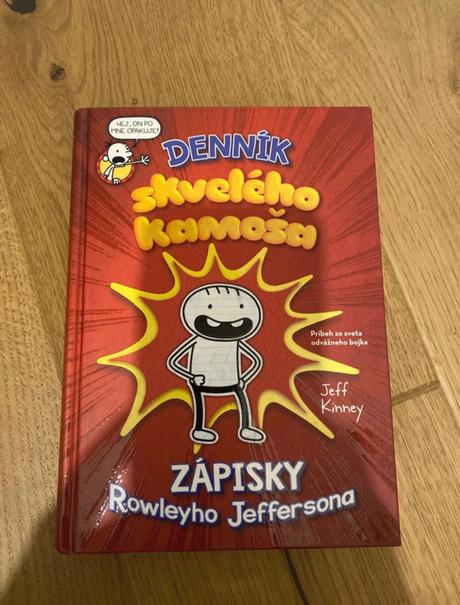 HEJ, ON PO
MNE OPAKUJE!
DENNÍK
skvelého
kamoša
Príbeh zo sveta
odvážneho bojka
Jeff
Kinney
ZÁPISKY
Rowleyho Jeffersona